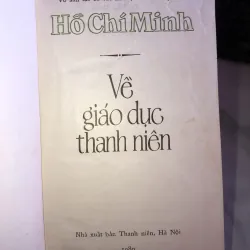 Hồ Chí Minh
Về
giáo dục
thanh niên
Nhà xuất bản Thanh niên, Hà Nội